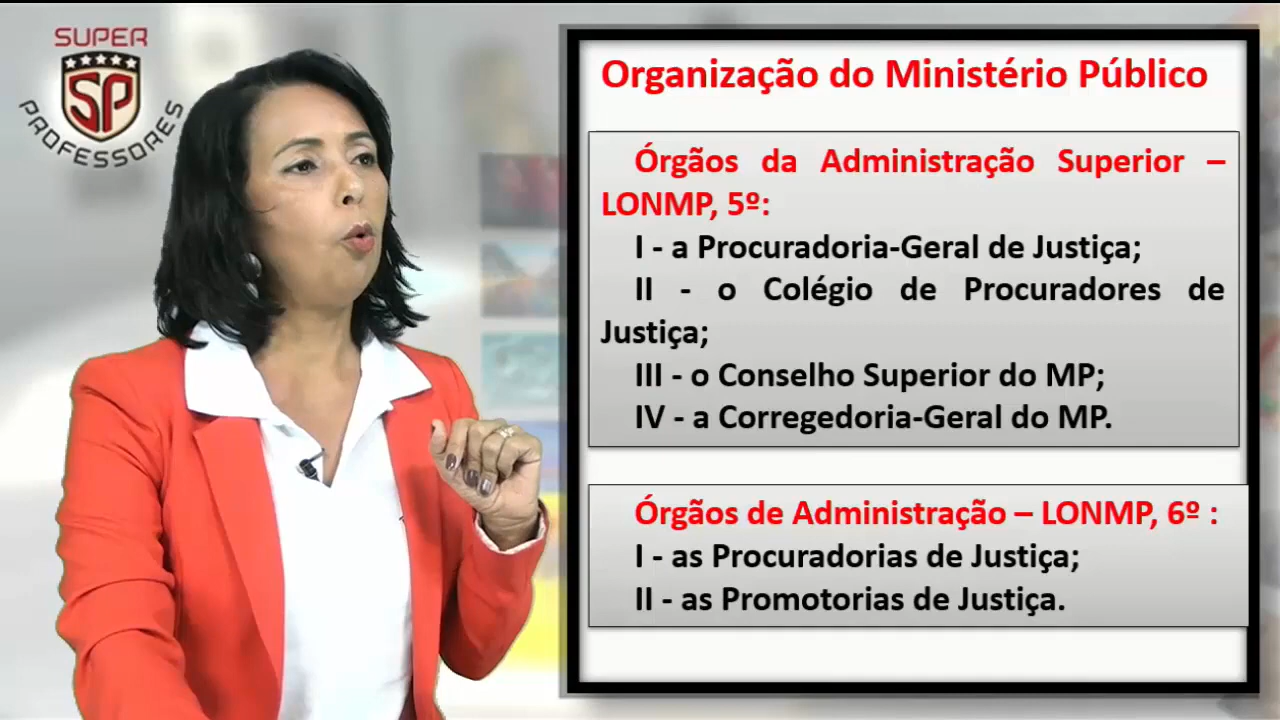 SUPER
SP
PROFESSORES
Organização do Ministério Público
Órgãos da Administração Superior –
LONMP, 5º:
I - a Procuradoria-Geral de Justiça;
II - o Colégio de Procuradores de
Justiça;
III - o Conselho Superior do MP;
IV - a Corregedoria-Geral do MP.
Órgãos de Administração – LONMP, 6º :
I - as Procuradorias de Justiça;
II - as Promotorias de Justiça.